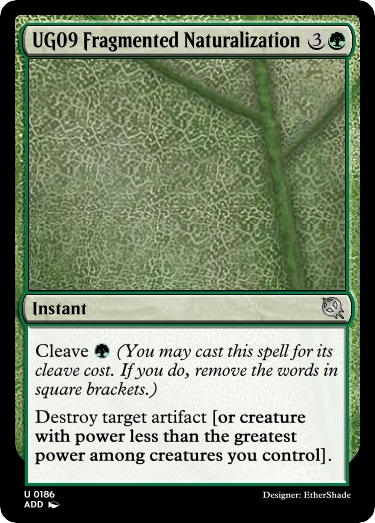 UG09 Fragmented Naturalization 3
Instant
Cleave (You may cast this spell for its
cleave cost. If you do, remove the words in
square brackets.)
Destroy target artifact [or creature
with power less than the greatest
power among creatures you control].
U 0186
ADD
Designer: EtherShade